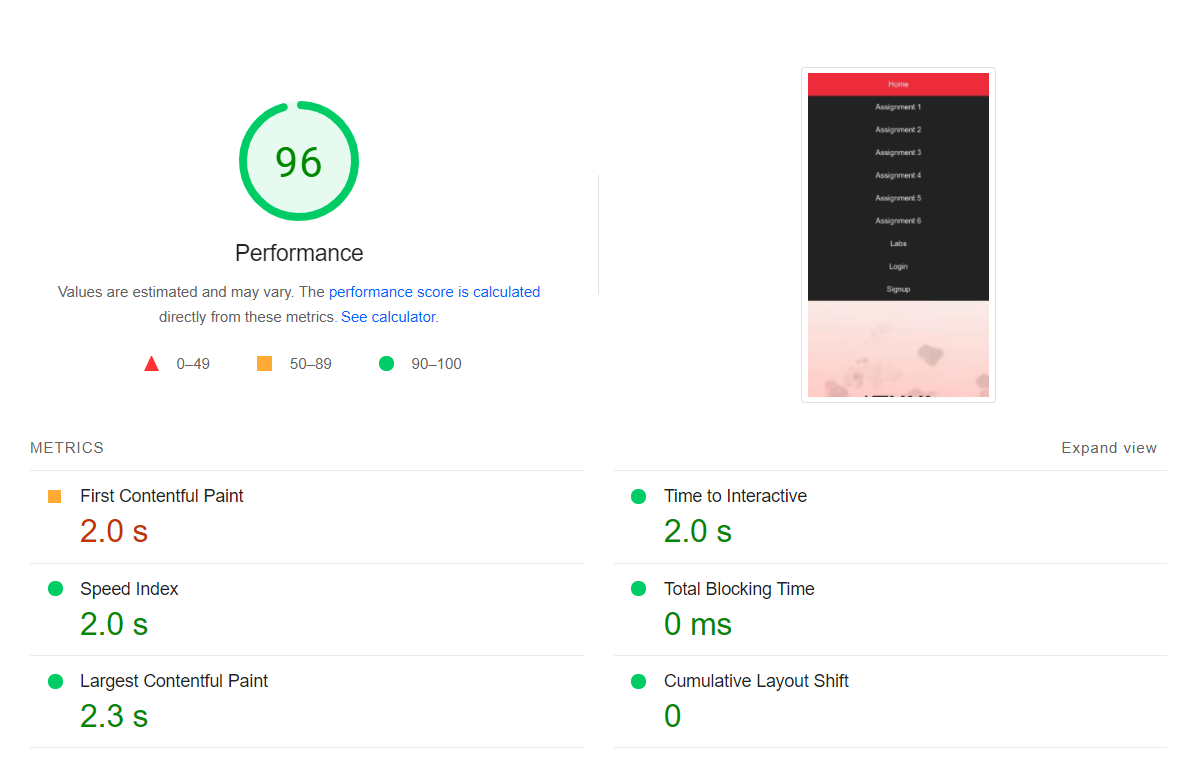 96
Performance
Values are estimated and may vary. The performance score is calculated
directly from these metrics. See calculator.
0–49
50–89
90–100
Home
Assignment 1
Assignment 2
Assignment 3
Assignment 4
Assignment 5
Assignment 6
Labs
Login
Signup
METRICS
Expand view
First Contentful Paint
2.0 s
Time to Interactive
2.0 s
Speed Index
2.0 s
Total Blocking Time
0 ms
Largest Contentful Paint
2.3 s
Cumulative Layout Shift
0